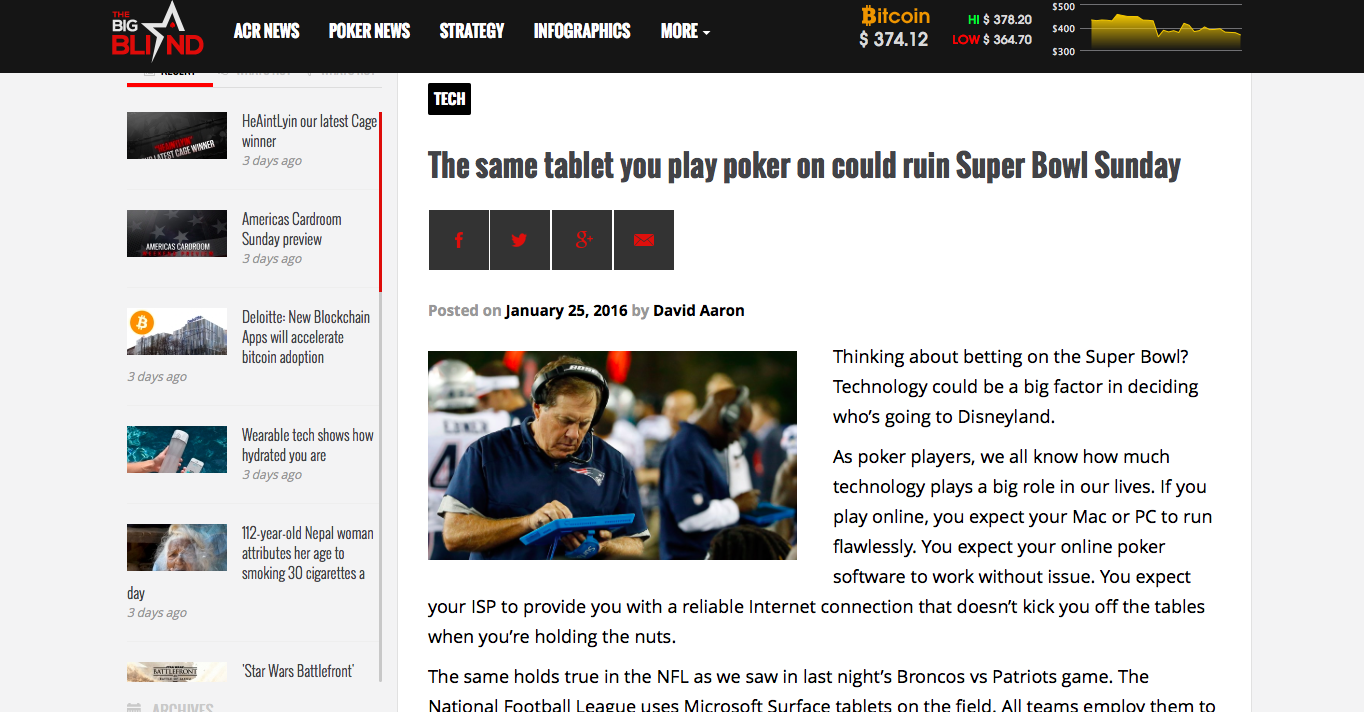 THE
BIG
BLIND
ACR NEWS
POKER NEWS
STRATEGY
INFOGRAPHICS
MORE
Bitcoin
$ 374.12
HI $ 378.20
LOW $ 364.70
$500
$400
$300
RECENT
HeAintLyin our latest Cage
winner
3 days ago
LATEST CAGE WINNER
Americas Cardroom
Sunday preview
3 days ago
AMERICAS CARDROOM
Deloitte: New Blockchain
Apps will accelerate
bitcoin adoption
3 days ago
Wearable tech shows how
hydrated you are
3 days ago
112-year-old Nepal woman
attributes her age to
smoking 30 cigarettes a
day
3 days ago
BATTLEFRONT
'Star Wars Battlefront'
ARCHIVES
TECH
The same tablet you play poker on could ruin Super Bowl Sunday
Posted on January 25, 2016 by David Aaron
Thinking about betting on the Super Bowl?
Technology could be a big factor in deciding
who’s going to Disneyland.
As poker players, we all know how much
technology plays a big role in our lives. If you
play online, you expect your Mac or PC to run
flawlessly. You expect your online poker
software to work without issue. You expect
your ISP to provide you with a reliable Internet connection that doesn’t kick you off the tables
when you’re holding the nuts.
The same holds true in the NFL as we saw in last night’s Broncos vs Patriots game. The
National Football League uses Microsoft Surface tablets on the field. All teams employ them to